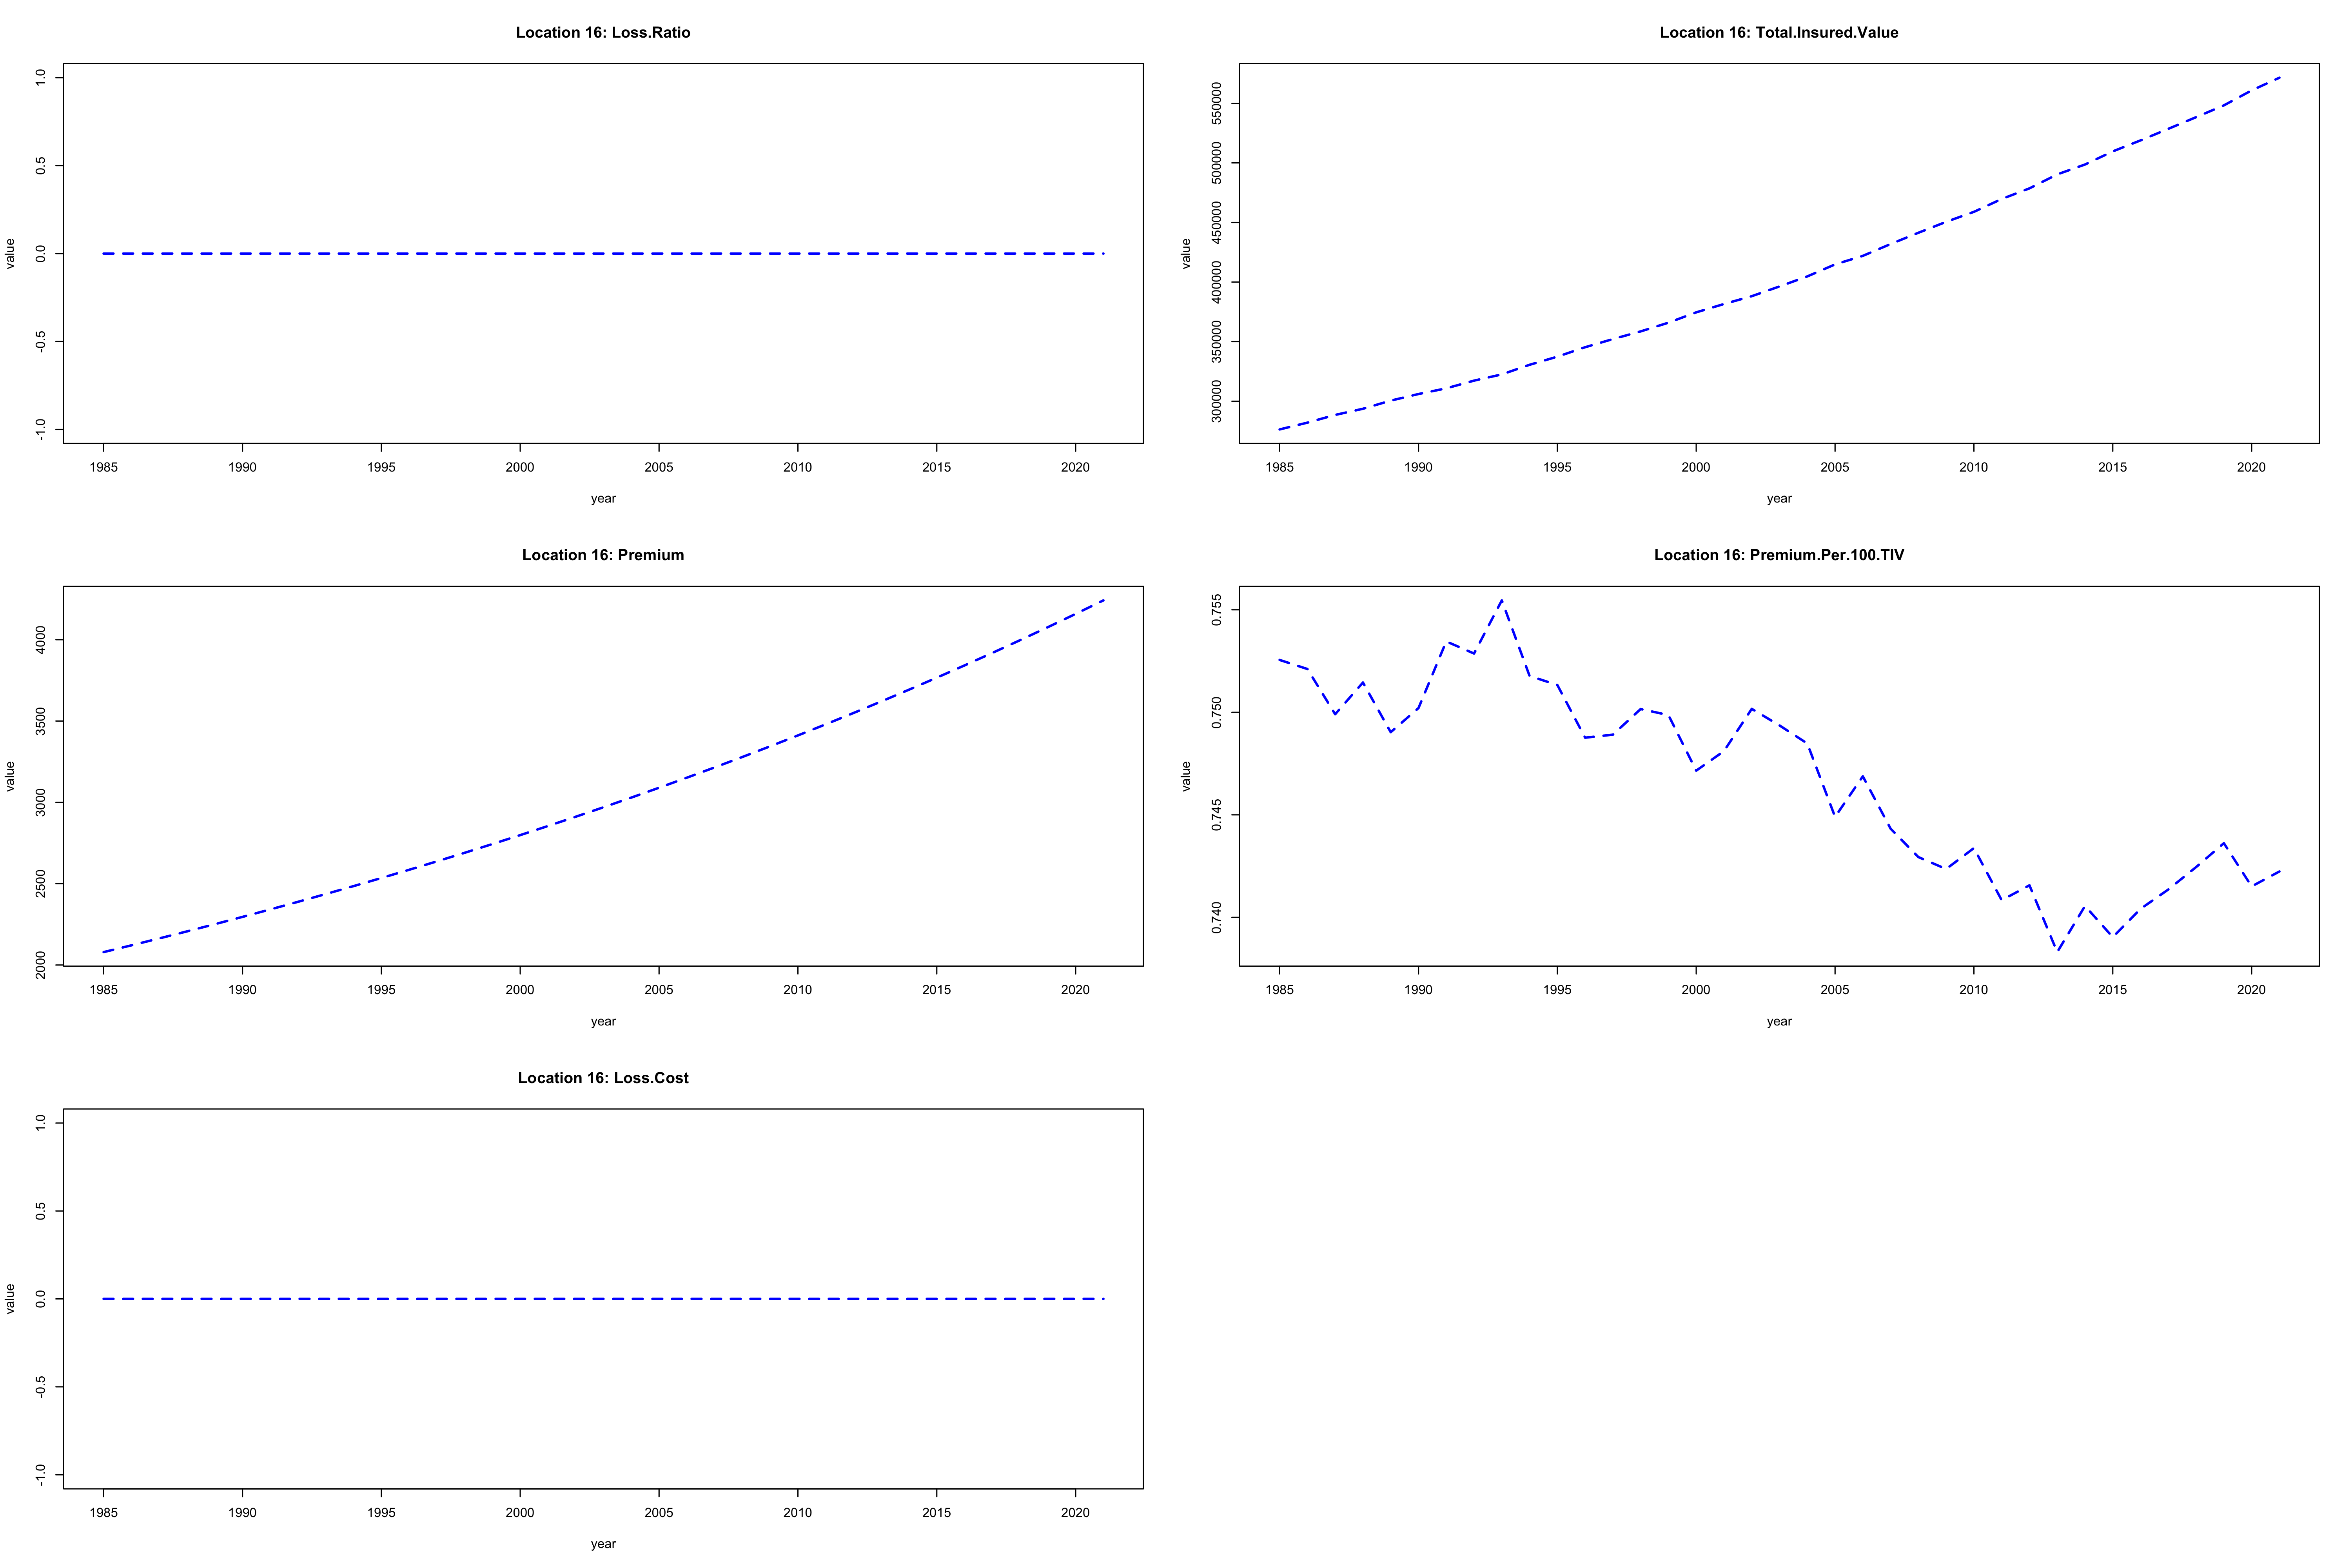 Location 16: Loss.Ratio
value
1.0
0.5
0.0
-0.5
-1.0
1985 1990 1995 2000 2005 2010 2015 2020
year
Location 16: Total.Insured.Value
value
550000
500000
450000
400000
350000
300000
1985 1990 1995 2000 2005 2010 2015 2020
year
Location 16: Premium
value
4000
3500
3000
2500
2000
1985 1990 1995 2000 2005 2010 2015 2020
year
Location 16: Premium.Per.100.TIV
value
0.755
0.750
0.745
0.740
1985 1990 1995 2000 2005 2010 2015 2020
year
Location 16: Loss.Cost
value
1.0
0.5
0.0
-0.5
-1.0
1985 1990 1995 2000 2005 2010 2015 2020
year